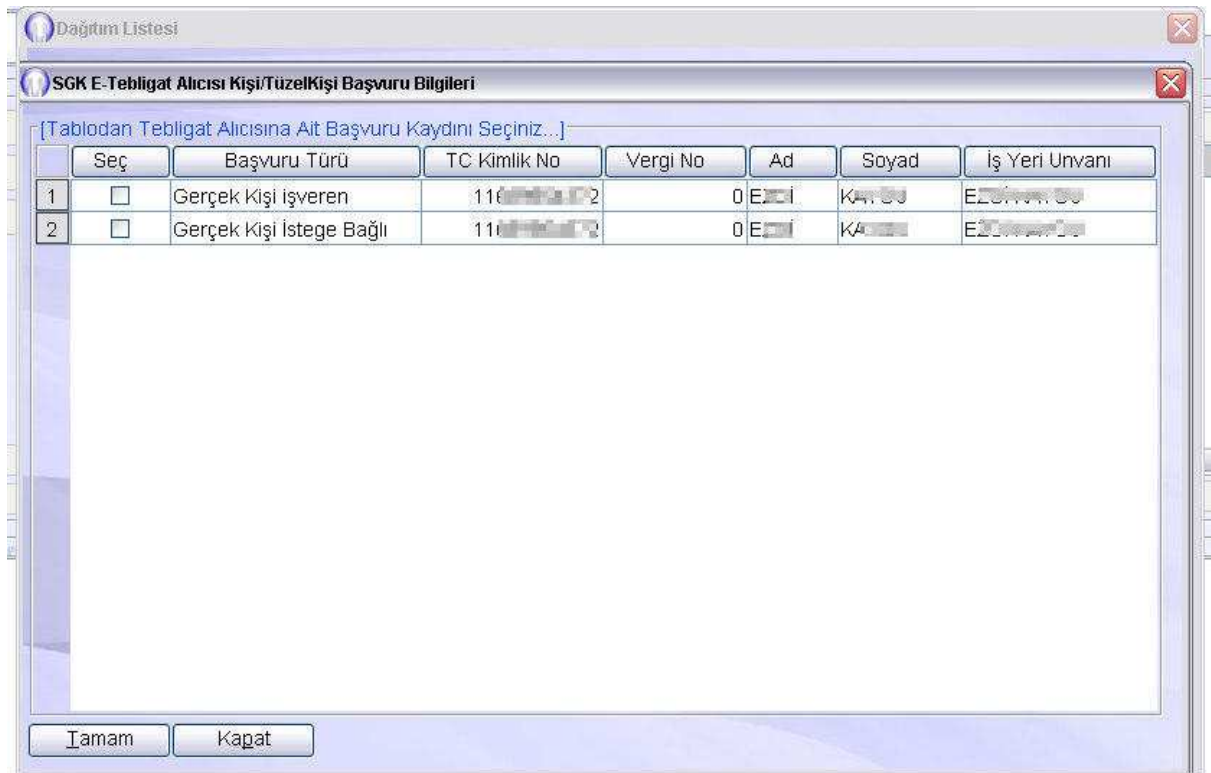 Dağıtım Listesi
SGK E-Tebligat Alıcısı Kişi/TüzelKişi Başvuru Bilgileri
[Tablodan Tebligat Alıcısına Ait Başvuru Kaydını Seçiniz...]
Seç Başvuru Türü TC Kimlik No Vergi No Ad Soyad İş Yeri Unvanı
1 Gerçek Kişi işveren 0
2 Gerçek Kişi İstege Bağlı 0
Tamam Kapat